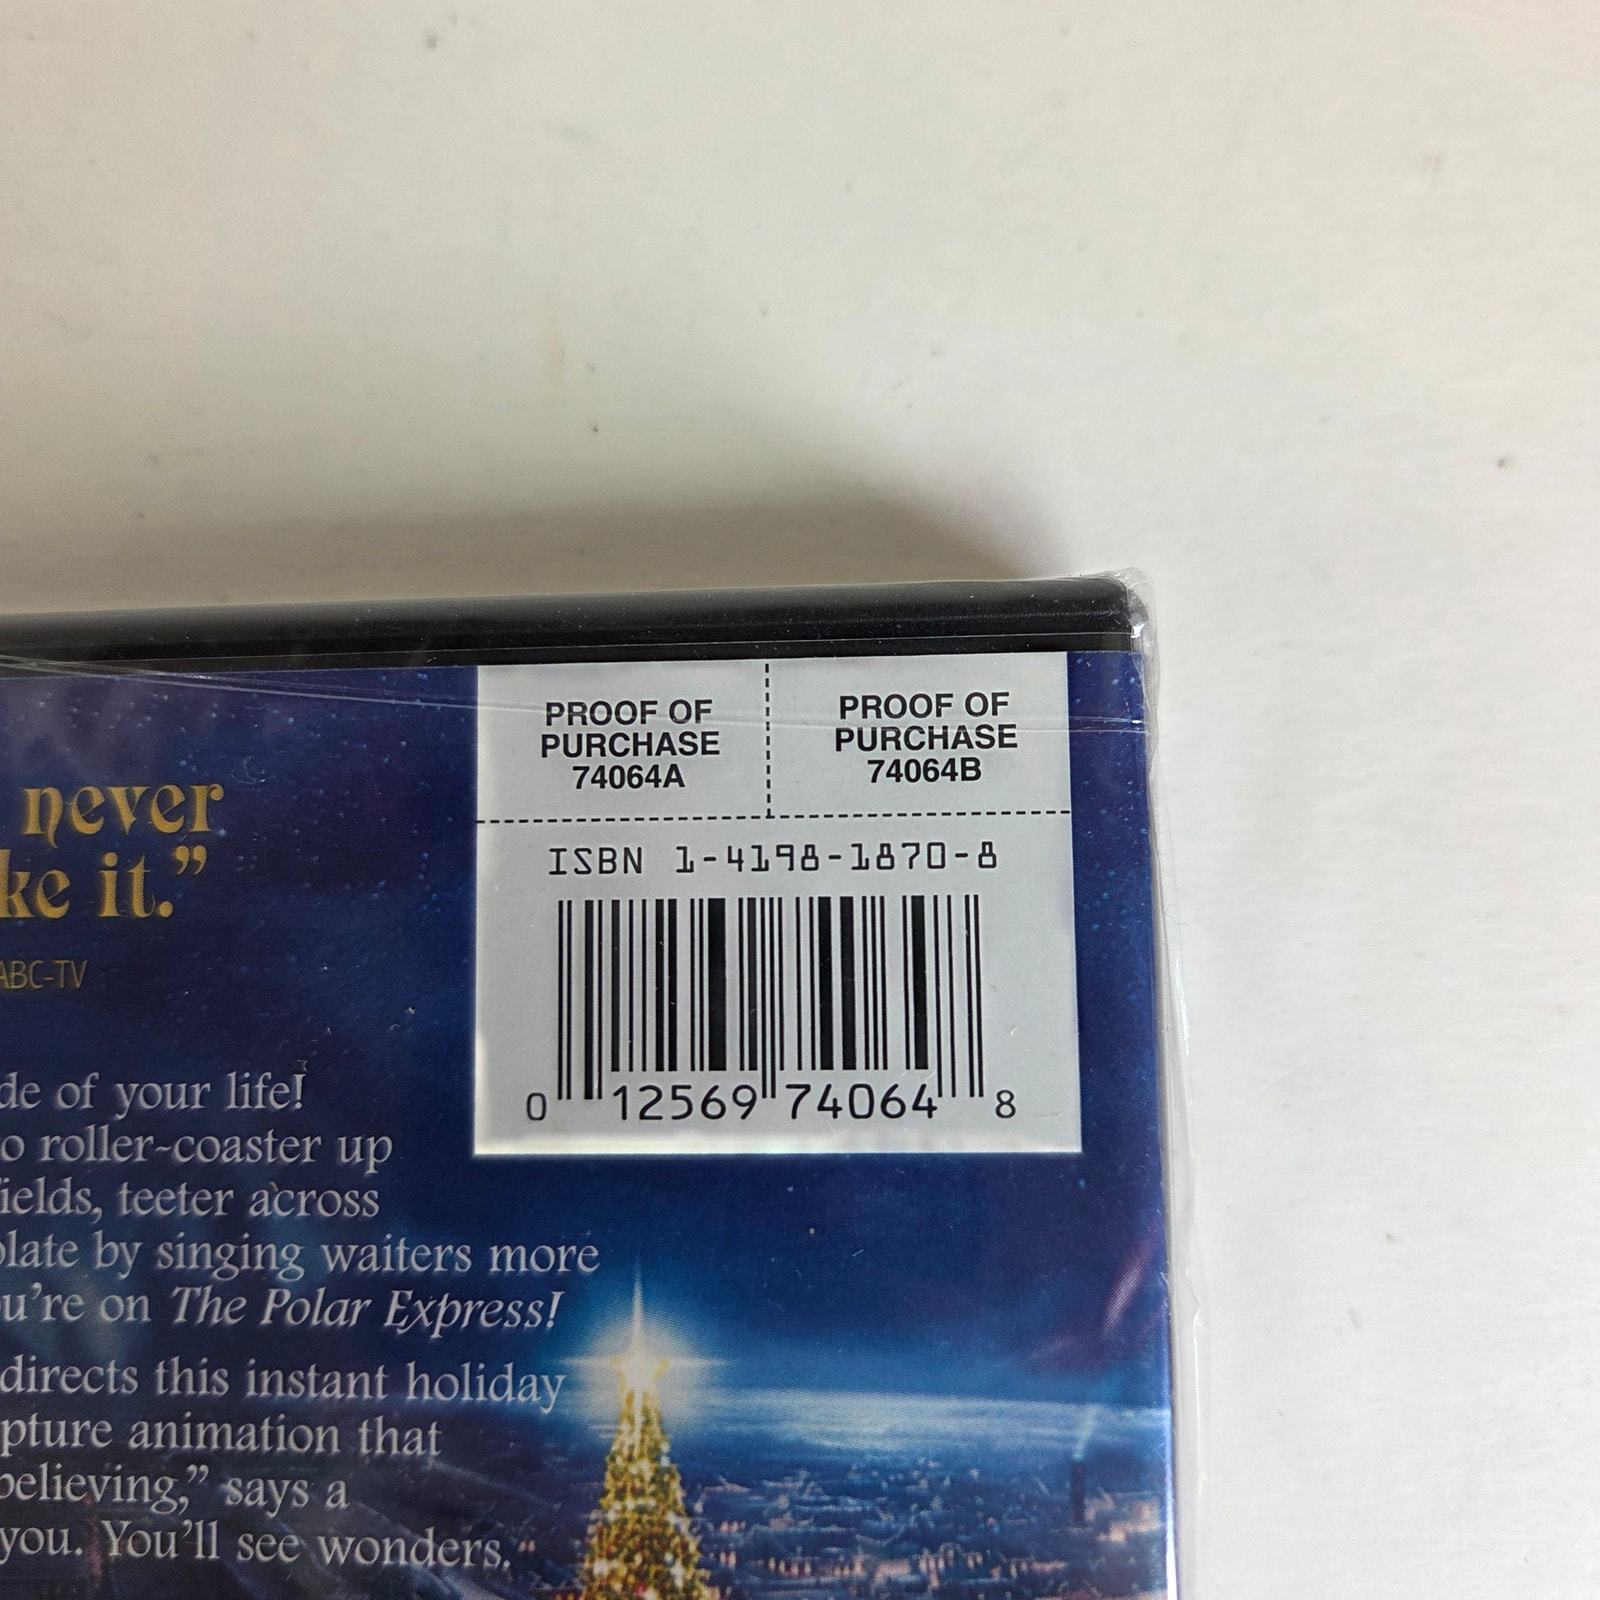 never
ke it.”
ABC-TV
PROOF OF
PURCHASE
74064A
PROOF OF
PURCHASE
74064B
ISBN 1-4198-1870-8
0 12569 74064 8
de of your life!
o roller-coaster up
ields, teeter across
olate by singing waiters more
u’re on The Polar Express!
directs this instant holiday
pture animation that
believing,” says a
you. You’ll see wonders.